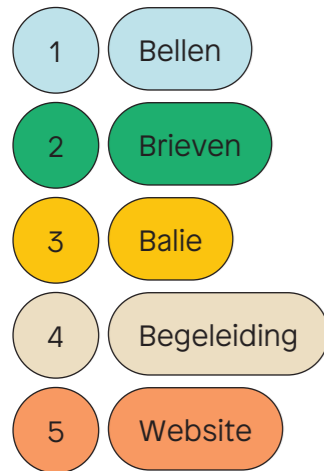 1 Bellen
2 Brieven
3 Balie
4 Begeleiding
5 Website